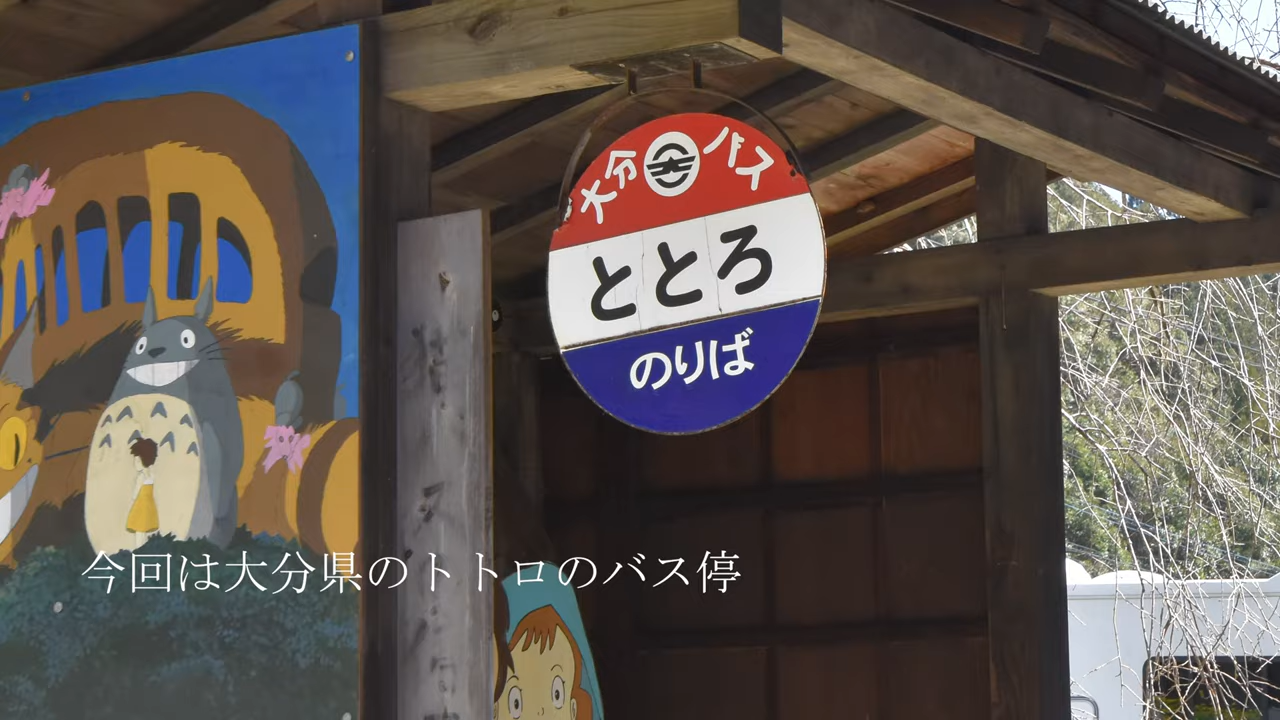 大分バス
ととろ
のりば
今回は大分県のトトロのバス停